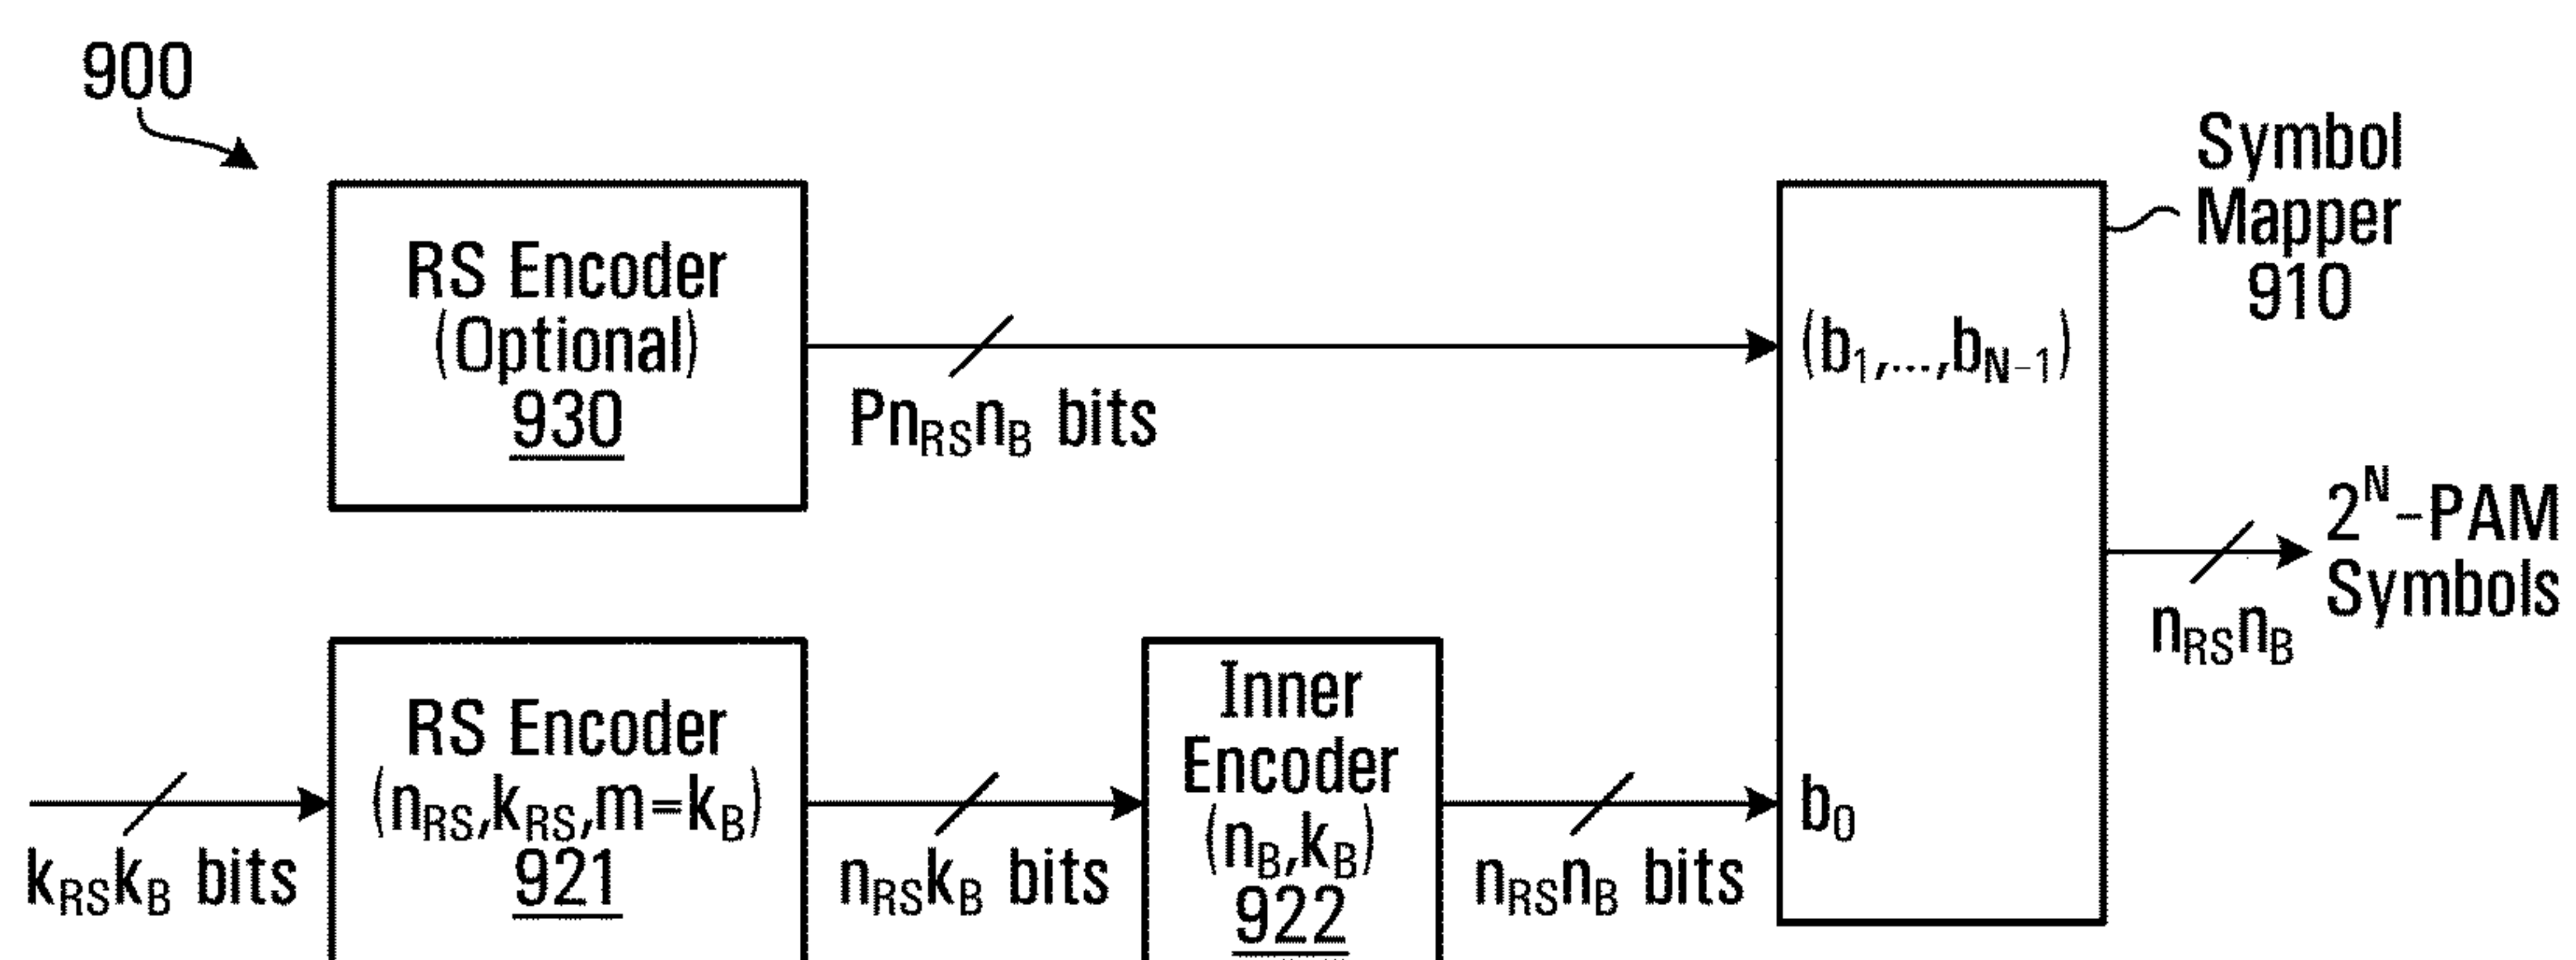 900
RS Encoder
(Optional)
930
Pn_RS n_B bits
Symbol
Mapper
910
(b_1,...,b_{N-1})
2^N-PAM
Symbols
n_RS n_B
k_RS k_B bits
RS Encoder
(n_RS,k_RS,m=k_B)
921
n_RS k_B bits
Inner
Encoder
(n_B,k_B)
922
n_RS n_B bits
b_0